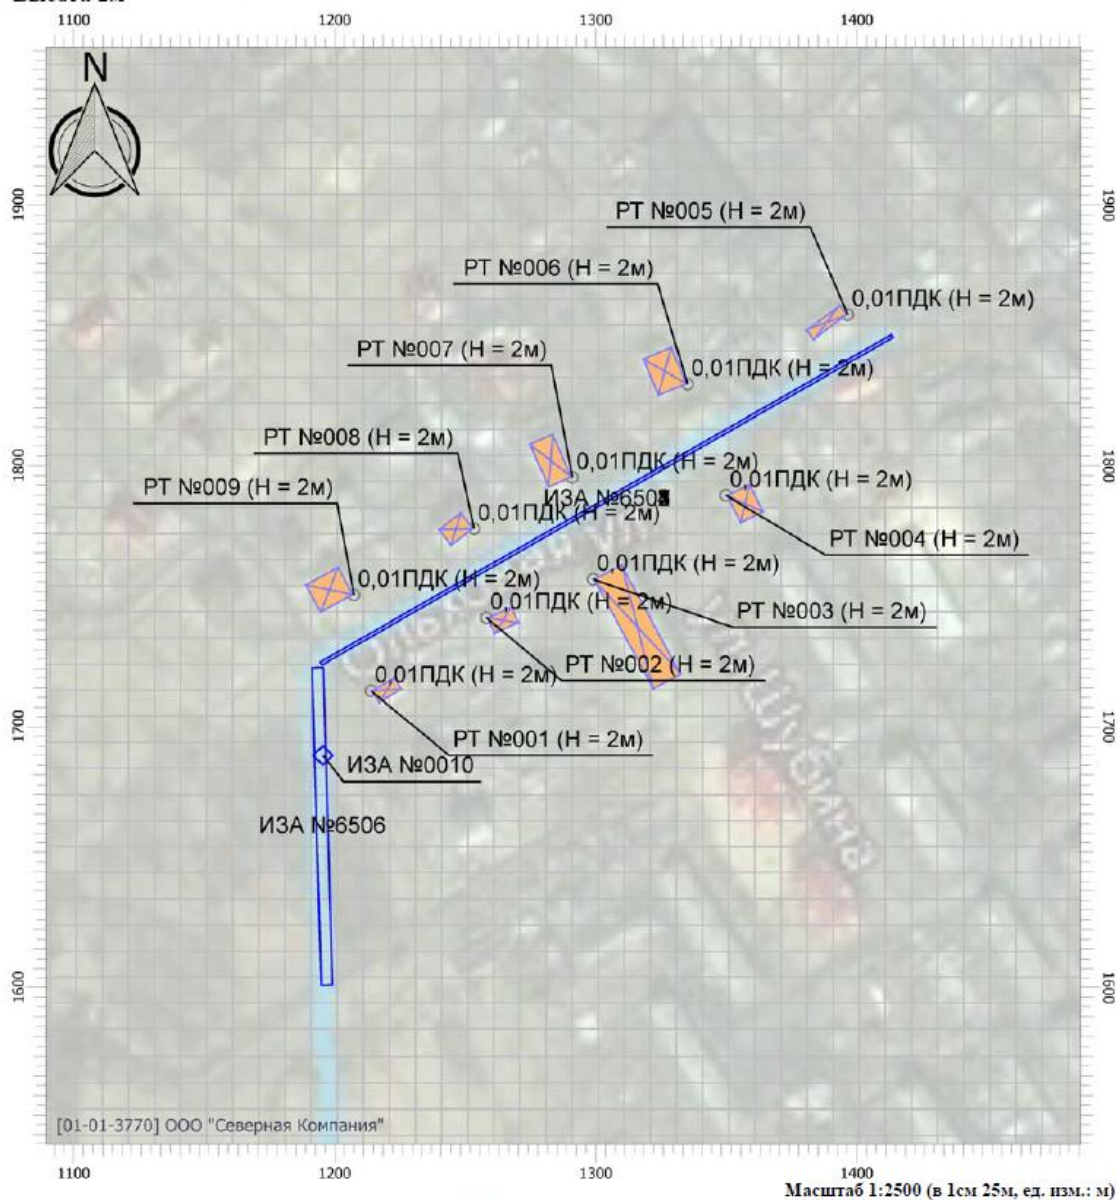 1100 1200 1300 1400
N
1900 1900
РТ №005 (Н = 2м)
РТ №006 (Н = 2м)
0,01ПДК (Н = 2м)
РТ №007 (Н = 2м)
0,01ПДК (Н = 2м)
РТ №008 (Н = 2м)
1800 1800
0,01ПДК (Н = 2м)
0,01ПДК (Н = 2м)
РТ №009 (Н = 2м)
0,01ПДК (Н = 2м)
РТ №004 (Н = 2м)
0,01ПДК (Н = 2м)
0,01ПДК (Н = 2м)
0,01ПДК (Н = 2м)
РТ №003 (Н = 2м)
РТ №002 (Н = 2м)
0,01ПДК (Н = 2м)
1700 1700
РТ №001 (Н = 2м)
ИЗА №0010
ИЗА №6506
Шубина
1600 1600
[01-01-3770] ООО "Северная Компания"
1100 1200 1300 1400
Масштаб 1:2500 (в 1см 25м, ед. изм.: м)